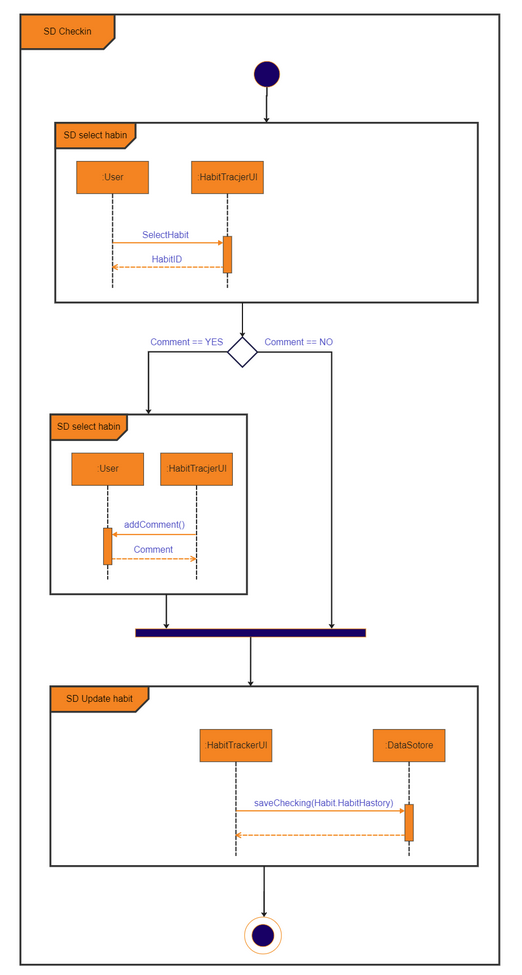 SD Checkin
SD select habin
:User
:HabitTracjerUI
SelectHabit
HabitID
Comment == YES
Comment == NO
SD select habin
:User
:HabitTracjerUI
addComment()
Comment
SD Update habit
:HabitTrackerUI
:DataSotore
saveChecking(Habit.HabitHastory)